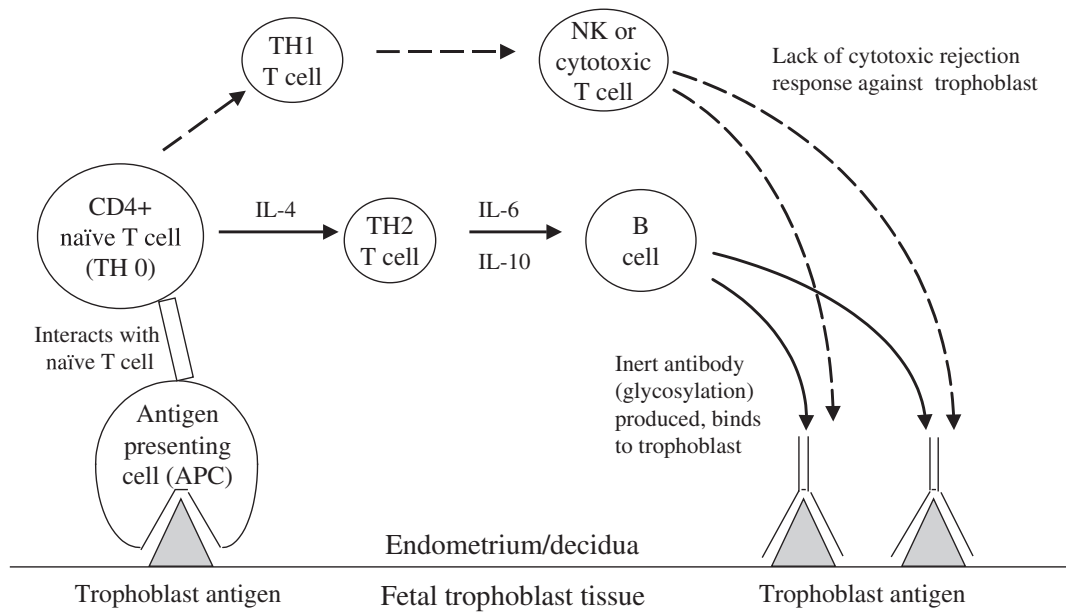 TH1
T cell
NK or
cytotoxic
T cell
Lack of cytotoxic rejection
response against trophoblast
CD4+
naïve T cell
(TH 0)
IL-4
TH2
T cell
IL-6
IL-10
B
cell
Interacts with
naïve T cell
Inert antibody
(glycosylation)
produced, binds
to trophoblast
Antigen
presenting
cell (APC)
Endometrium/decidua
Trophoblast antigen
Fetal trophoblast tissue
Trophoblast antigen